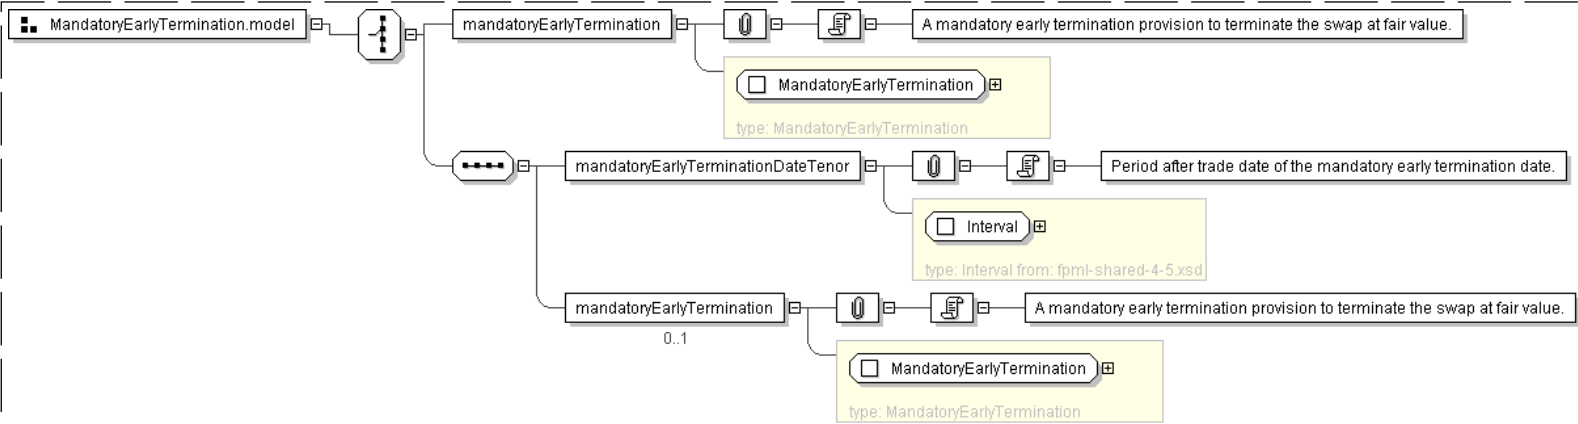 MandatoryEarlyTermination.model
mandatoryEarlyTermination
A mandatory early termination provision to terminate the swap at fair value.
MandatoryEarlyTermination
type: MandatoryEarlyTermination
mandatoryEarlyTerminationDateTenor
Period after trade date of the mandatory early termination date.
Interval
type: Interval from: fpml-shared-4-5.xsd
mandatoryEarlyTermination
A mandatory early termination provision to terminate the swap at fair value.
0..1
MandatoryEarlyTermination
type: MandatoryEarlyTermination